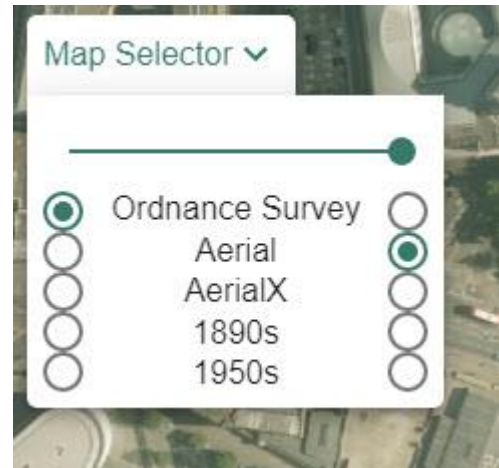 Map Selector
Ordnance Survey
Aerial
AerialX
1890s
1950s